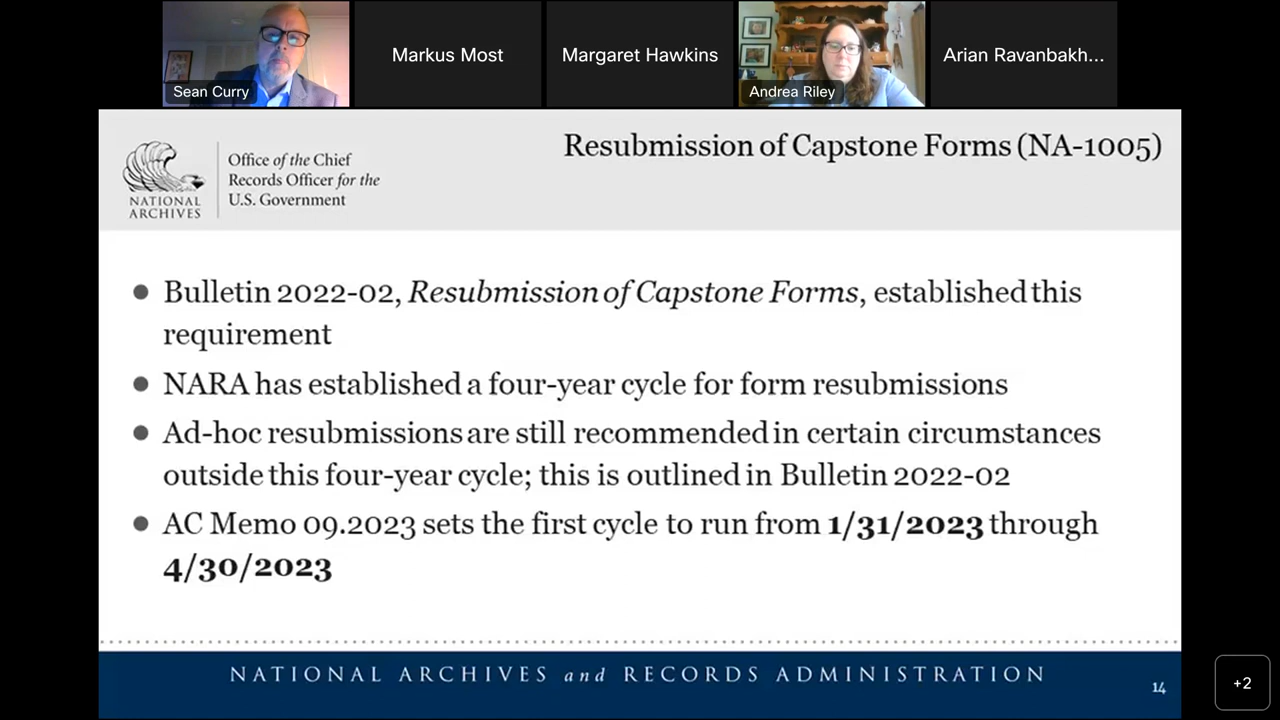 Sean Curry
Markus Most
Margaret Hawkins
Andrea Riley
Arian Ravanbakh...
NATIONAL
ARCHIVES
Office of the Chief
Records Officer for the
U.S. Government
Resubmission of Capstone Forms (NA-1005)
● Bulletin 2022-02, Resubmission of Capstone Forms, established this
requirement
● NARA has established a four-year cycle for form resubmissions
● Ad-hoc resubmissions are still recommended in certain circumstances
outside this four-year cycle; this is outlined in Bulletin 2022-02
● AC Memo 09.2023 sets the first cycle to run from 1/31/2023 through
4/30/2023
NATIONAL ARCHIVES and RECORDS ADMINISTRATION
14
+2